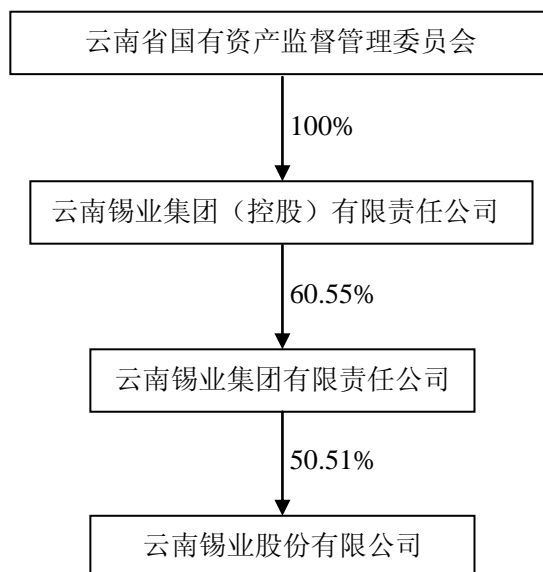 云南省国有资产监督管理委员会
100%
云南锡业集团（控股）有限责任公司
60.55%
云南锡业集团有限责任公司
50.51%
云南锡业股份有限公司